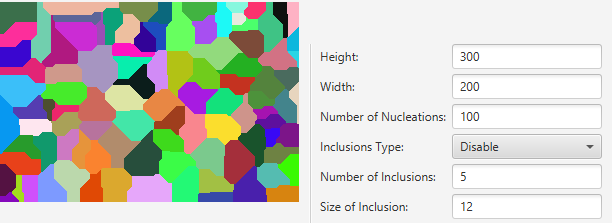 Height: 300
Width: 200
Number of Nucleations: 100
Inclusions Type: Disable
Number of Inclusions: 5
Size of Inclusion: 12